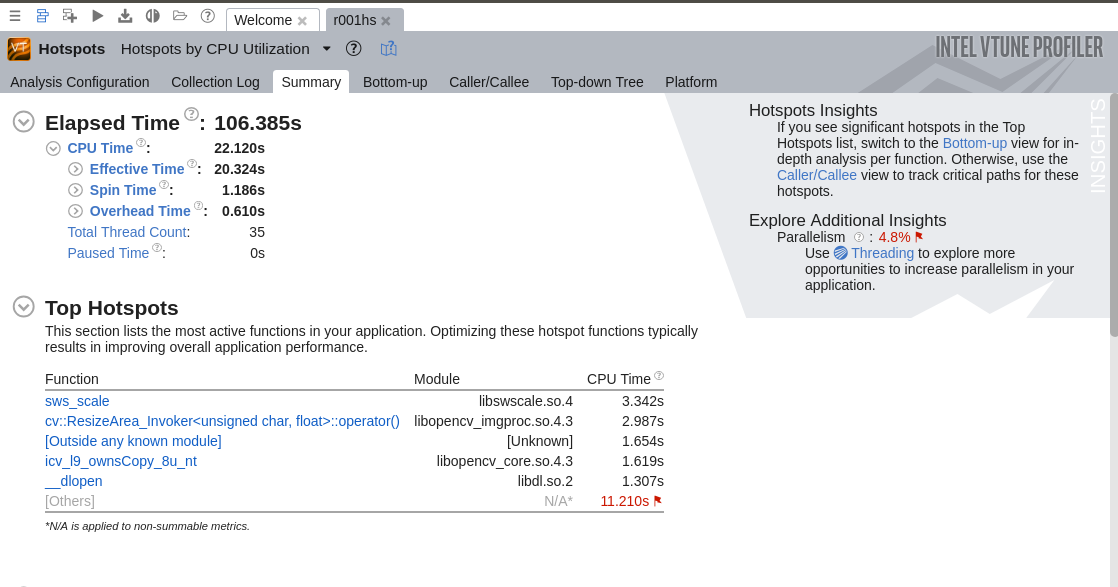 Welcome
r001hs
Hotspots Hotspots by CPU Utilization
INTEL VTUNE PROFILER
Analysis Configuration Collection Log Summary Bottom-up Caller/Callee Top-down Tree Platform
Elapsed Time : 106.385s
CPU Time : 22.120s
Effective Time : 20.324s
Spin Time : 1.186s
Overhead Time : 0.610s
Total Thread Count: 35
Paused Time : 0s
Top Hotspots
This section lists the most active functions in your application. Optimizing these hotspot functions typically
results in improving overall application performance.
Function Module CPU Time
sws_scale libswscale.so.4 3.342s
cv::ResizeArea_Invoker<unsigned char, float>::operator() libopencv_imgproc.so.4.3 2.987s
[Outside any known module] [Unknown] 1.654s
icv_l9_ownsCopy_8u_nt libopencv_core.so.4.3 1.619s
__dlopen libdl.so.2 1.307s
[Others] N/A* 11.210s
*N/A is applied to non-summable metrics.
Hotspots Insights
If you see significant hotspots in the Top
Hotspots list, switch to the Bottom-up view for in-
depth analysis per function. Otherwise, use the
Caller/Callee view to track critical paths for these
hotspots.
Explore Additional Insights
Parallelism : 4.8%
Use Threading to explore more
opportunities to increase parallelism in your
application.
INSIGHTS